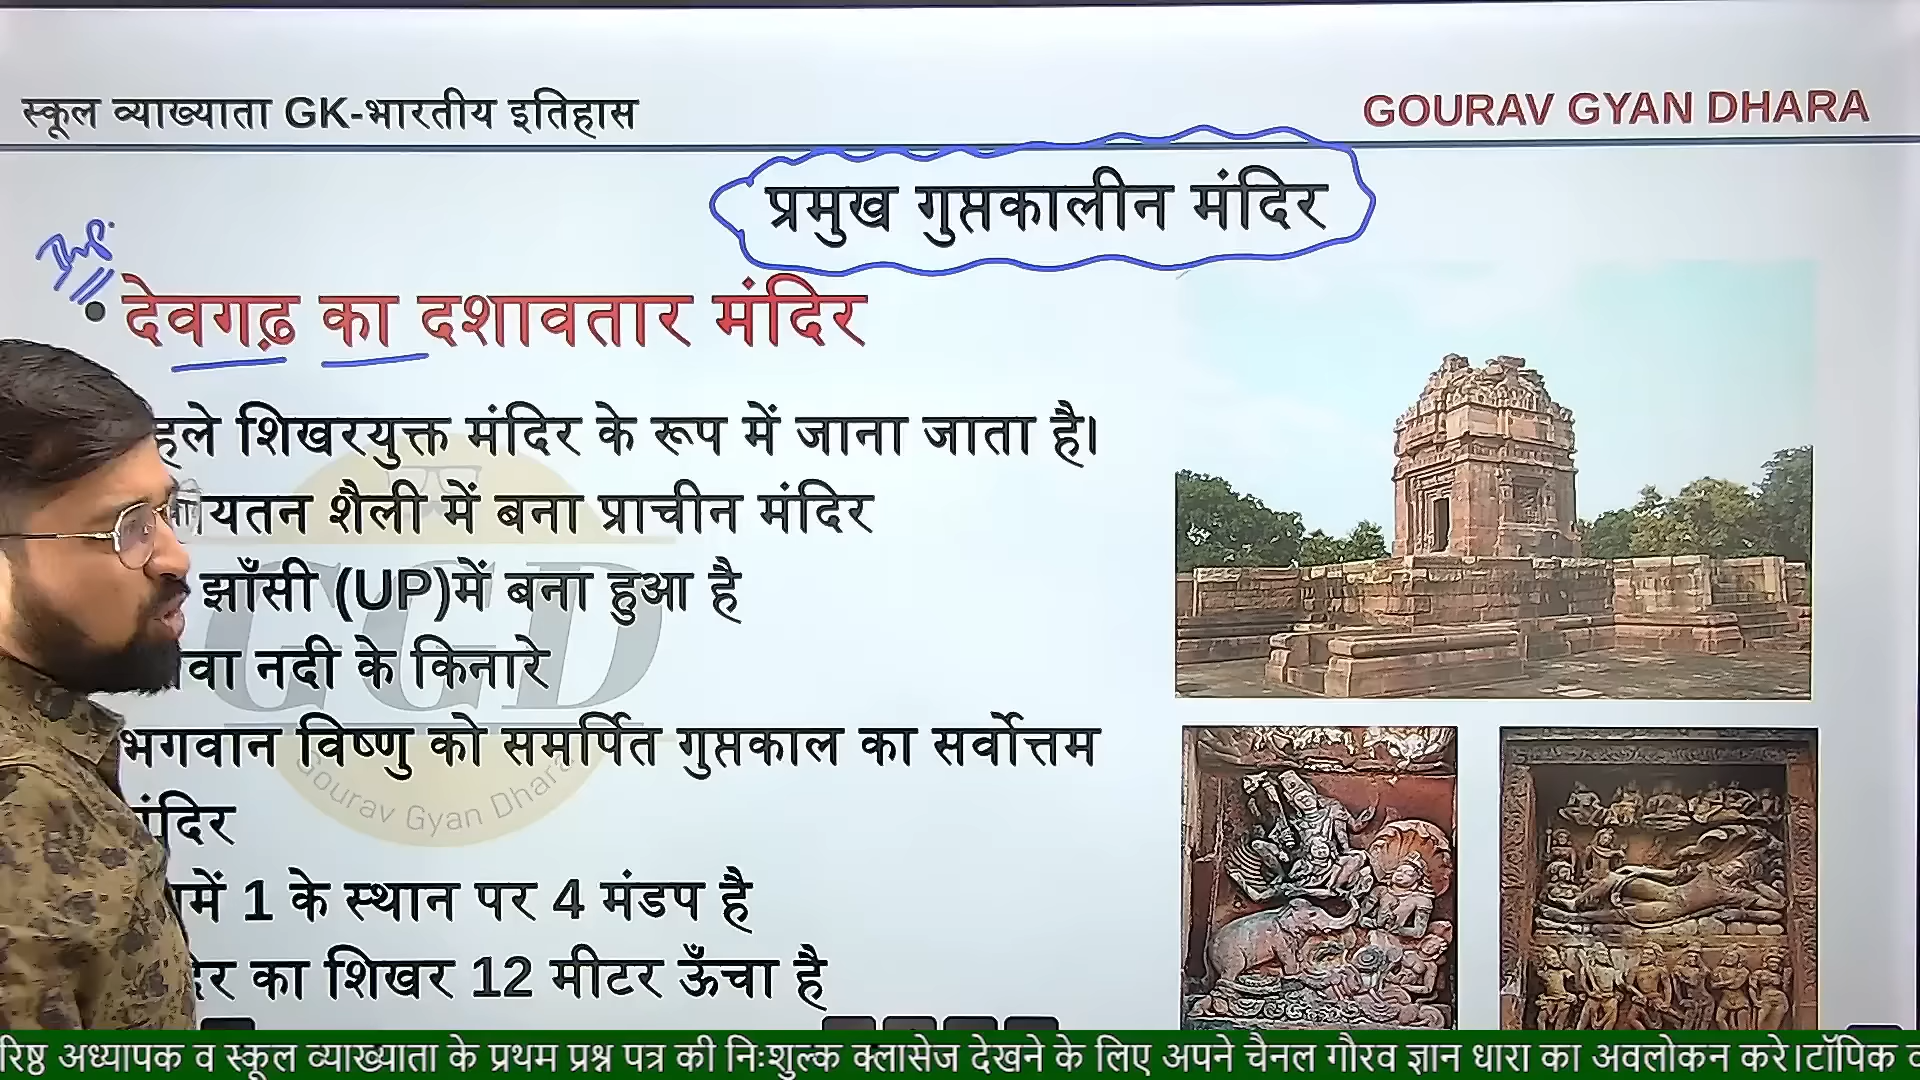 स्कूल व्याख्याता GK-भारतीय इतिहास
GOURAV GYAN DHARA
प्रमुख गुप्तकालीन मंदिर
Imp.
• देवगढ़ का दशावतार मंदिर
हले शिखरयुक्त मंदिर के रूप में जाना जाता है।
यतन शैली में बना प्राचीन मंदिर
झाँसी (UP)में बना हुआ है
वा नदी के किनारे
भगवान विष्णु को समर्पित गुप्तकाल का सर्वोत्तम
मंदिर
में 1 के स्थान पर 4 मंडप है
का शिखर 12 मीटर ऊँचा है
GGD
Gourav Gyan Dhara
रिष्ठ अध्यापक व स्कूल व्याख्याता के प्रथम प्रश्न पत्र की निःशुल्क क्लासेज देखने के लिए अपने चैनल गौरव ज्ञान धारा का अवलोकन करे।टॉपिक